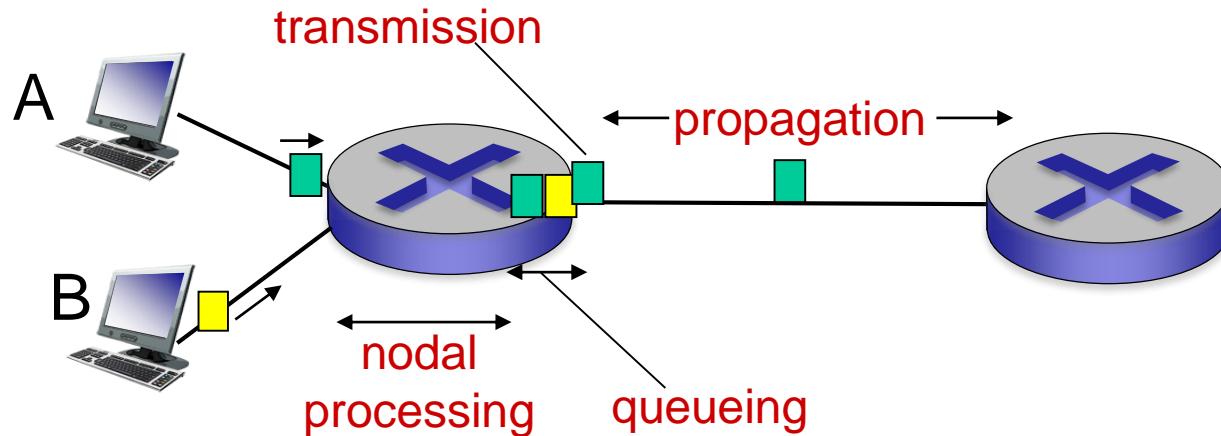 transmission
A
propagation
B
nodal
processing
queueing